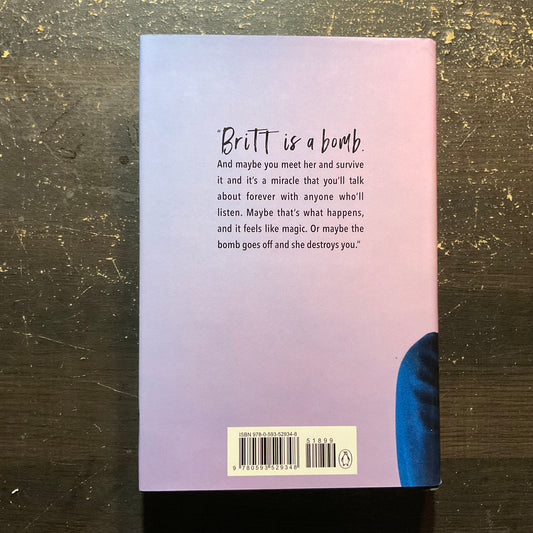 "Britt is a bomb.
And maybe you meet her and survive
it and it's a miracle that you'll talk
about forever with anyone who'll
listen. Maybe that's what happens,
and it feels like magic. Or maybe the
bomb goes off and she destroys you."
ISBN 978-0-593-52934-8
51899
9 780593 529348